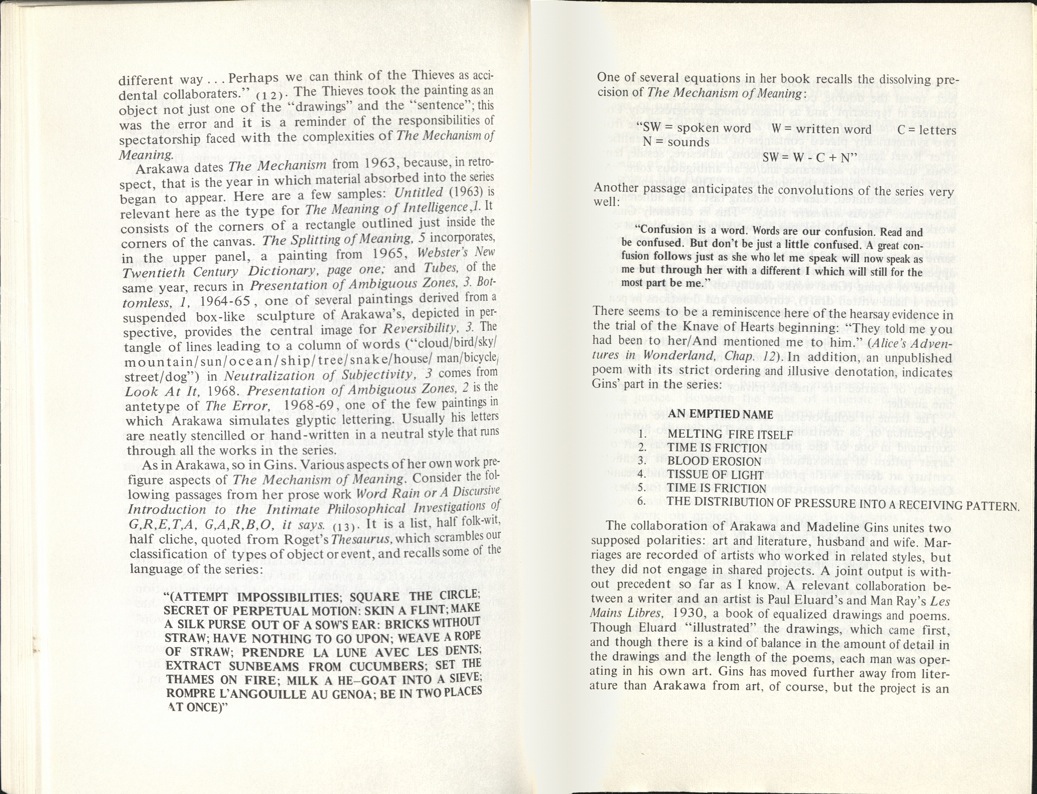 different way . . . Perhaps we can think of the Thieves as acci-
dental collaboraters." (12). The Thieves took the painting as an
object not just one of the "drawings" and the "sentence"; this
was the error and it is a reminder of the responsibilities of
spectatorship faced with the complexities of The Mechanism of
Meaning.
Arakawa dates The Mechanism from 1963, because, in retro-
spect, that is the year in which material absorbed into the series
began to appear. Here are a few samples: Untitled (1963) is
relevant here as the type for The Meaning of Intelligence,1. It
consists of the corners of a rectangle outlined just inside the
corners of the canvas. The Splitting of Meaning, 5 incorporates,
in the upper panel, a painting from 1965, Webster's New
Twentieth Century Dictionary, page one; and Tubes, of the
same year, recurs in Presentation of Ambiguous Zones, 3. Bot-
tomless, 1, 1964-65, one of several paintings derived from a
suspended box-like sculpture of Arakawa's, depicted in per-
spective, provides the central image for Reversibility, 3. The
tangle of lines leading to a column of words ("cloud/bird/sky/
mountain/sun/ocean/ship/tree/snake/house/ man/bicycle/
street/dog") in Neutralization of Subjectivity, 3 comes from
Look At It, 1968. Presentation of Ambiguous Zones, 2 is the
antetype of The Error, 1968-69, one of the few paintings in
which Arakawa simulates glyptic lettering. Usually his letters
are neatly stencilled or hand-written in a neutral style that runs
through all the works in the series.
As in Arakawa, so in Gins. Various aspects of her own work pre-
figure aspects of The Mechanism of Meaning. Consider the fol-
lowing passages from her prose work Word Rain or A Discursive
Introduction to the Intimate Philosophical Investigations of
G,R,E,T,A, G,A,R,B,O, it says. (13). It is a list, half folk-wit,
half cliche, quoted from Roget's Thesaurus, which scrambles our
classification of types of object or event, and recalls some of the
language of the series:
"(ATTEMPT IMPOSSIBILITIES; SQUARE THE CIRCLE;
SECRET OF PERPETUAL MOTION: SKIN A FLINT; MAKE
A SILK PURSE OUT OF A SOW'S EAR: BRICKS WITHOUT
STRAW; HAVE NOTHING TO GO UPON; WEAVE A ROPE
OF STRAW; PRENDRE LA LUNE AVEC LES DENTS;
EXTRACT SUNBEAMS FROM CUCUMBERS; SET THE
THAMES ON FIRE; MILK A HE–GOAT INTO A SIEVE;
ROMPRE L'ANGOUILLE AU GENOA; BE IN TWO PLACES
AT ONCE)"
One of several equations in her book recalls the dissolving pre-
cision of The Mechanism of Meaning:
"SW = spoken word W = written word C = letters
N = sounds
SW = W - C + N"
Another passage anticipates the convolutions of the series very
well:
"Confusion is a word. Words are our confusion. Read and
be confused. But don't be just a little confused. A great con-
fusion follows just as she who let me speak will now speak as
me but through her with a different I which will still for the
most part be me."
There seems to be a reminiscence here of the hearsay evidence in
the trial of the Knave of Hearts beginning: "They told me you
had been to her/And mentioned me to him." (Alice's Adven-
tures in Wonderland, Chap. 12). In addition, an unpublished
poem with its strict ordering and illusive denotation, indicates
Gins' part in the series:
AN EMPTIED NAME
1. MELTING FIRE ITSELF
2. TIME IS FRICTION
3. BLOOD EROSION
4. TISSUE OF LIGHT
5. TIME IS FRICTION
6. THE DISTRIBUTION OF PRESSURE INTO A RECEIVING PATTERN.
The collaboration of Arakawa and Madeline Gins unites two
supposed polarities: art and literature, husband and wife. Mar-
riages are recorded of artists who worked in related styles, but
they did not engage in shared projects. A joint output is with-
out precedent so far as I know. A relevant collaboration be-
tween a writer and an artist is Paul Eluard's and Man Ray's Les
Mains Libres, 1930, a book of equalized drawings and poems.
Though Eluard "illustrated" the drawings, which came first,
and though there is a kind of balance in the amount of detail in
the drawings and the length of the poems, each man was oper-
ating in his own art. Gins has moved further away from liter-
ature than Arakawa from art, of course, but the project is an